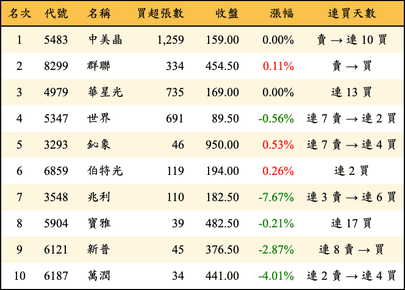 名次 代號 名稱 買超張數 收盤 漲幅 連買天數
1 5483 中美晶 1,259 159.00 0.00% 賣→連 10 買
2 8299 群聯 334 454.50 0.11% 賣→買
3 4979 華星光 735 169.00 0.00% 連 13 買
4 5347 世界 691 89.50 -0.56% 連 7 賣→連 2 買
5 3293 鈊象 46 950.00 0.53% 連 7 賣→連 4 買
6 6859 伯特光 119 194.00 0.26% 連 2 買
7 3548 兆利 110 182.50 -7.67% 連 3 賣→連 6 買
8 5904 寶雅 39 482.50 -0.21% 連 17 買
9 6121 新普 45 376.50 -2.87% 連 8 賣→買
10 6187 萬潤 34 441.00 -4.01% 連 2 賣→連 4 買